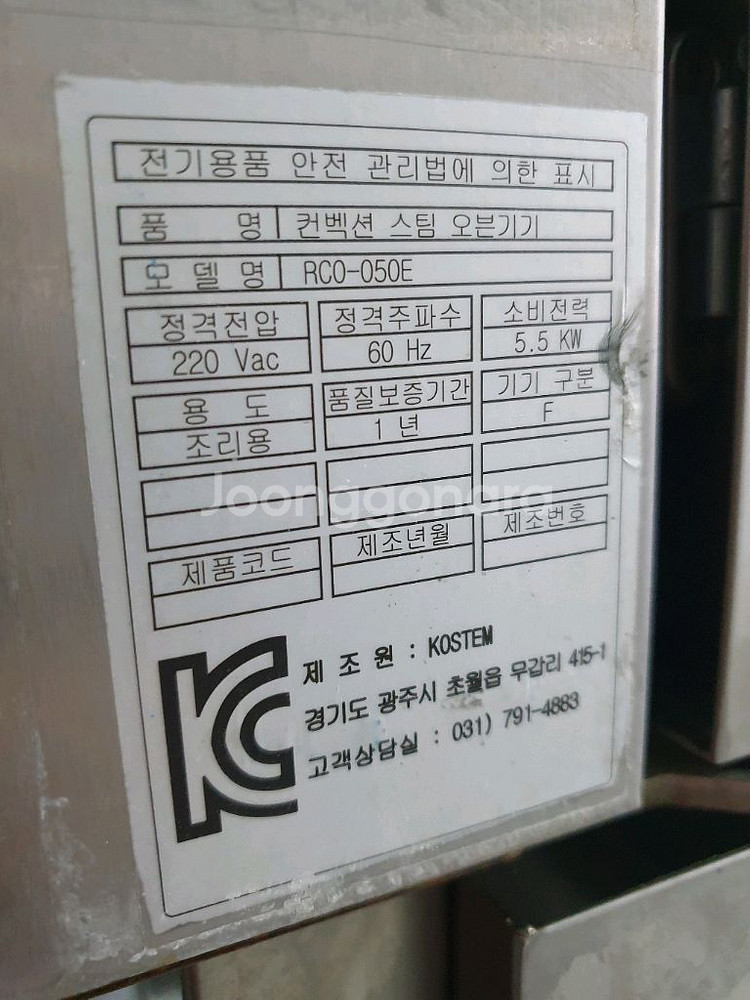 전기용품 안전 관리법에 의한 표시
품 명 컨벡션 스팀 오븐기기
모델명 RCO-050E
정격전압 정격주파수 소비전력
220 Vac 60 Hz 5.5 KW
용 도 품질보증기간 기기 구분
조리용 1 년 F
Joonggonara
제품코드 제조년월 제조번호
KC
제 조 원 : KOSTEM
경기도 광주시 초월읍 무갑리 415-1
고객상담실 : 031) 791-4883